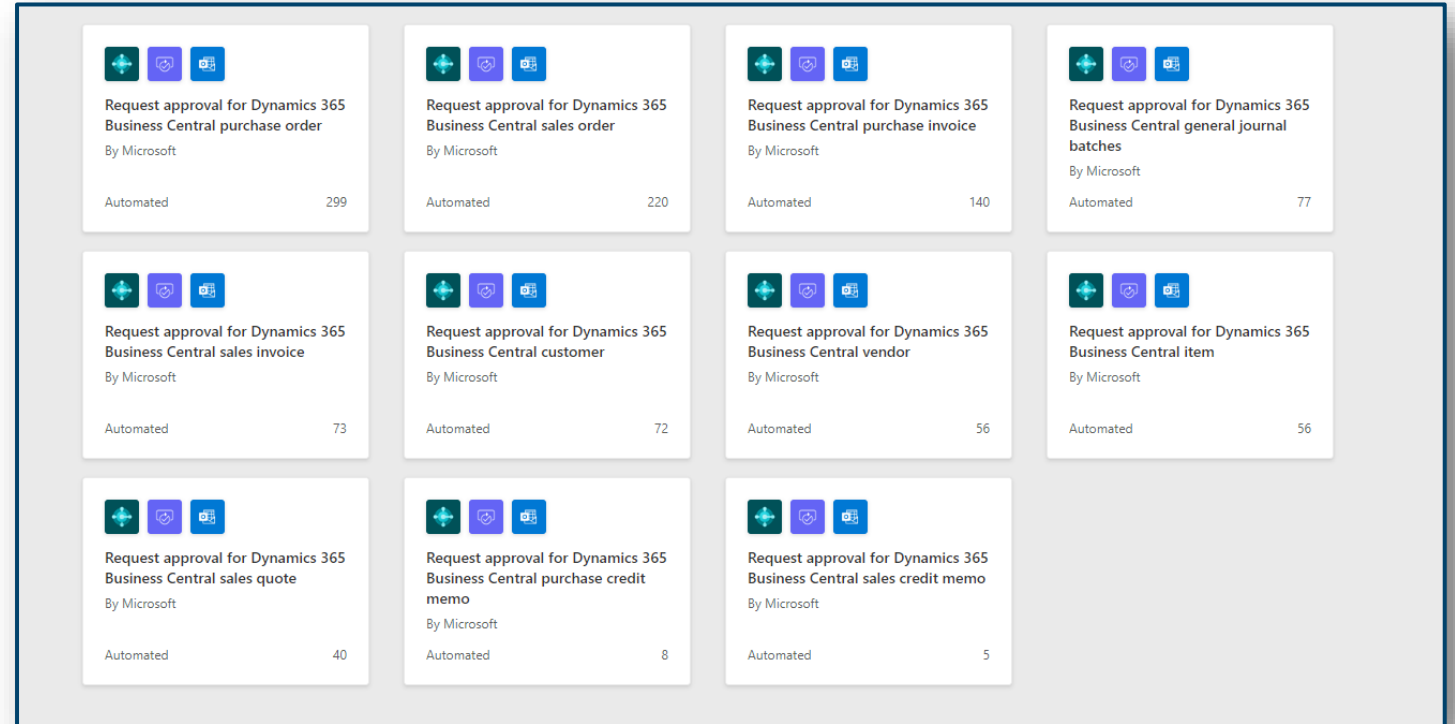 Request approval for Dynamics 365
Business Central purchase order
By Microsoft
Automated 299
Request approval for Dynamics 365
Business Central sales order
By Microsoft
Automated 220
Request approval for Dynamics 365
Business Central purchase invoice
By Microsoft
Automated 140
Request approval for Dynamics 365
Business Central general journal
batches
By Microsoft
Automated 77
Request approval for Dynamics 365
Business Central sales invoice
By Microsoft
Automated 73
Request approval for Dynamics 365
Business Central customer
By Microsoft
Automated 72
Request approval for Dynamics 365
Business Central vendor
By Microsoft
Automated 56
Request approval for Dynamics 365
Business Central item
By Microsoft
Automated 56
Request approval for Dynamics 365
Business Central sales quote
By Microsoft
Automated 40
Request approval for Dynamics 365
Business Central purchase credit
memo
By Microsoft
Automated 8
Request approval for Dynamics 365
Business Central sales credit memo
By Microsoft
Automated 5